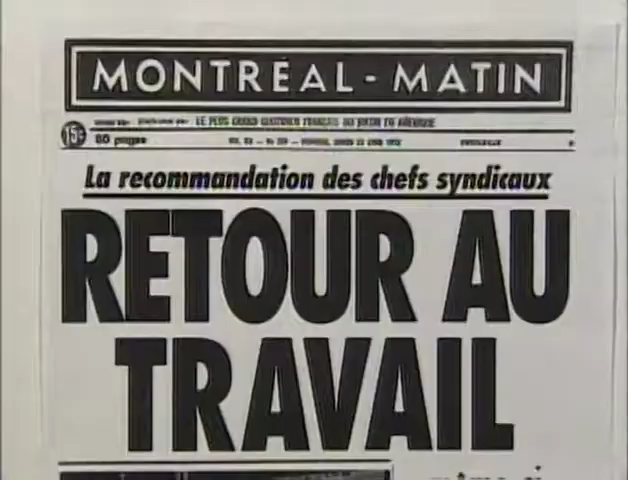 MONTRÉAL-MATIN
LE PLUS GRAND QUOTIDIEN FRANÇAIS DU MATIN EN AMÉRIQUE
15¢ 80 pages
La recommandation des chefs syndicaux
RETOUR AU
TRAVAIL